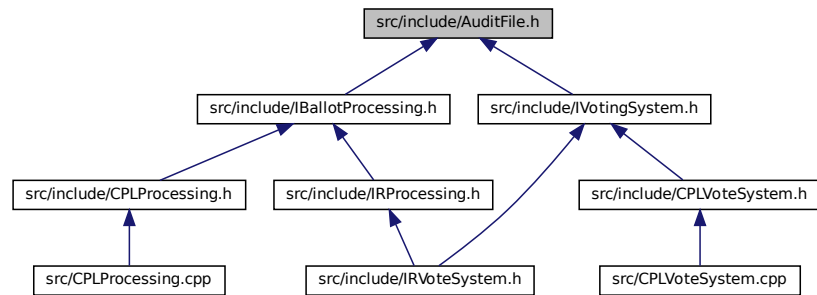 src/include/AuditFile.h
src/include/IBallotProcessing.h
src/include/IVotingSystem.h
src/include/CPLProcessing.h
src/include/IRProcessing.h
src/include/CPLVoteSystem.h
src/CPLProcessing.cpp
src/include/IRVoteSystem.h
src/CPLVoteSystem.cpp